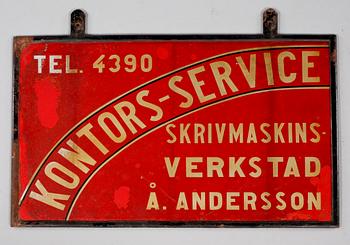 TEL. 4390
KONTORS-SERVICE
SKRIVMASKINS-
VERKSTAD
Å. ANDERSSON